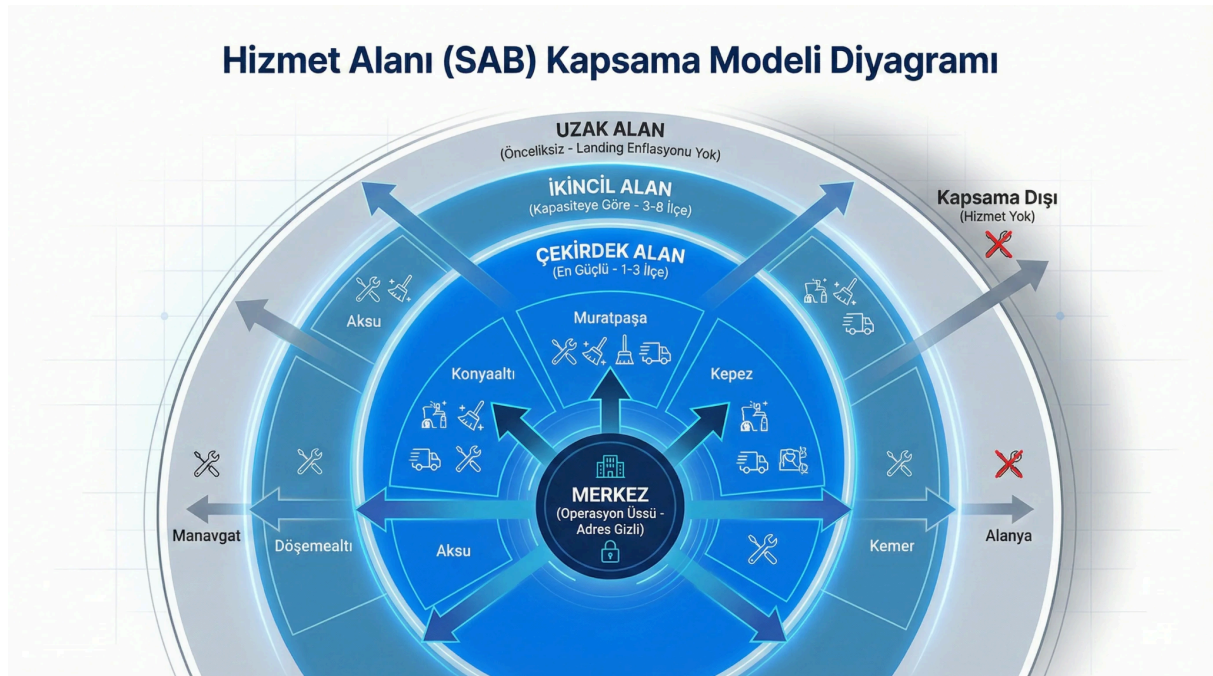 Hizmet Alanı (SAB) Kapsama Modeli Diyagramı
UZAK ALAN
(Önceliksiz - Landing Enflasyonu Yok)
İKİNCİL ALAN
(Kapasiteye Göre - 3-8 İlçe)
Kapsama Dışı
(Hizmet Yok)
ÇEKİRDEK ALAN
(En Güçlü - 1-3 İlçe)
Aksu
Muratpaşa
Konyaaltı
Kepez
MERKEZ
(Operasyon Üssü -
Adres Gizli)
Manavgat
Döşemealtı
Aksu
Kemer
Alanya